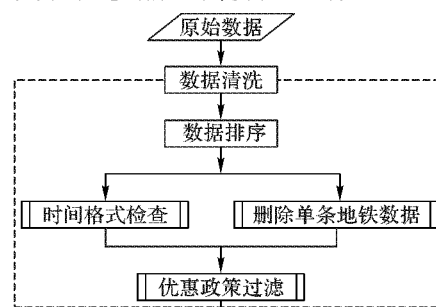 原始数据
数据清洗
数据排序
时间格式检查
删除单条地铁数据
优惠政策过滤